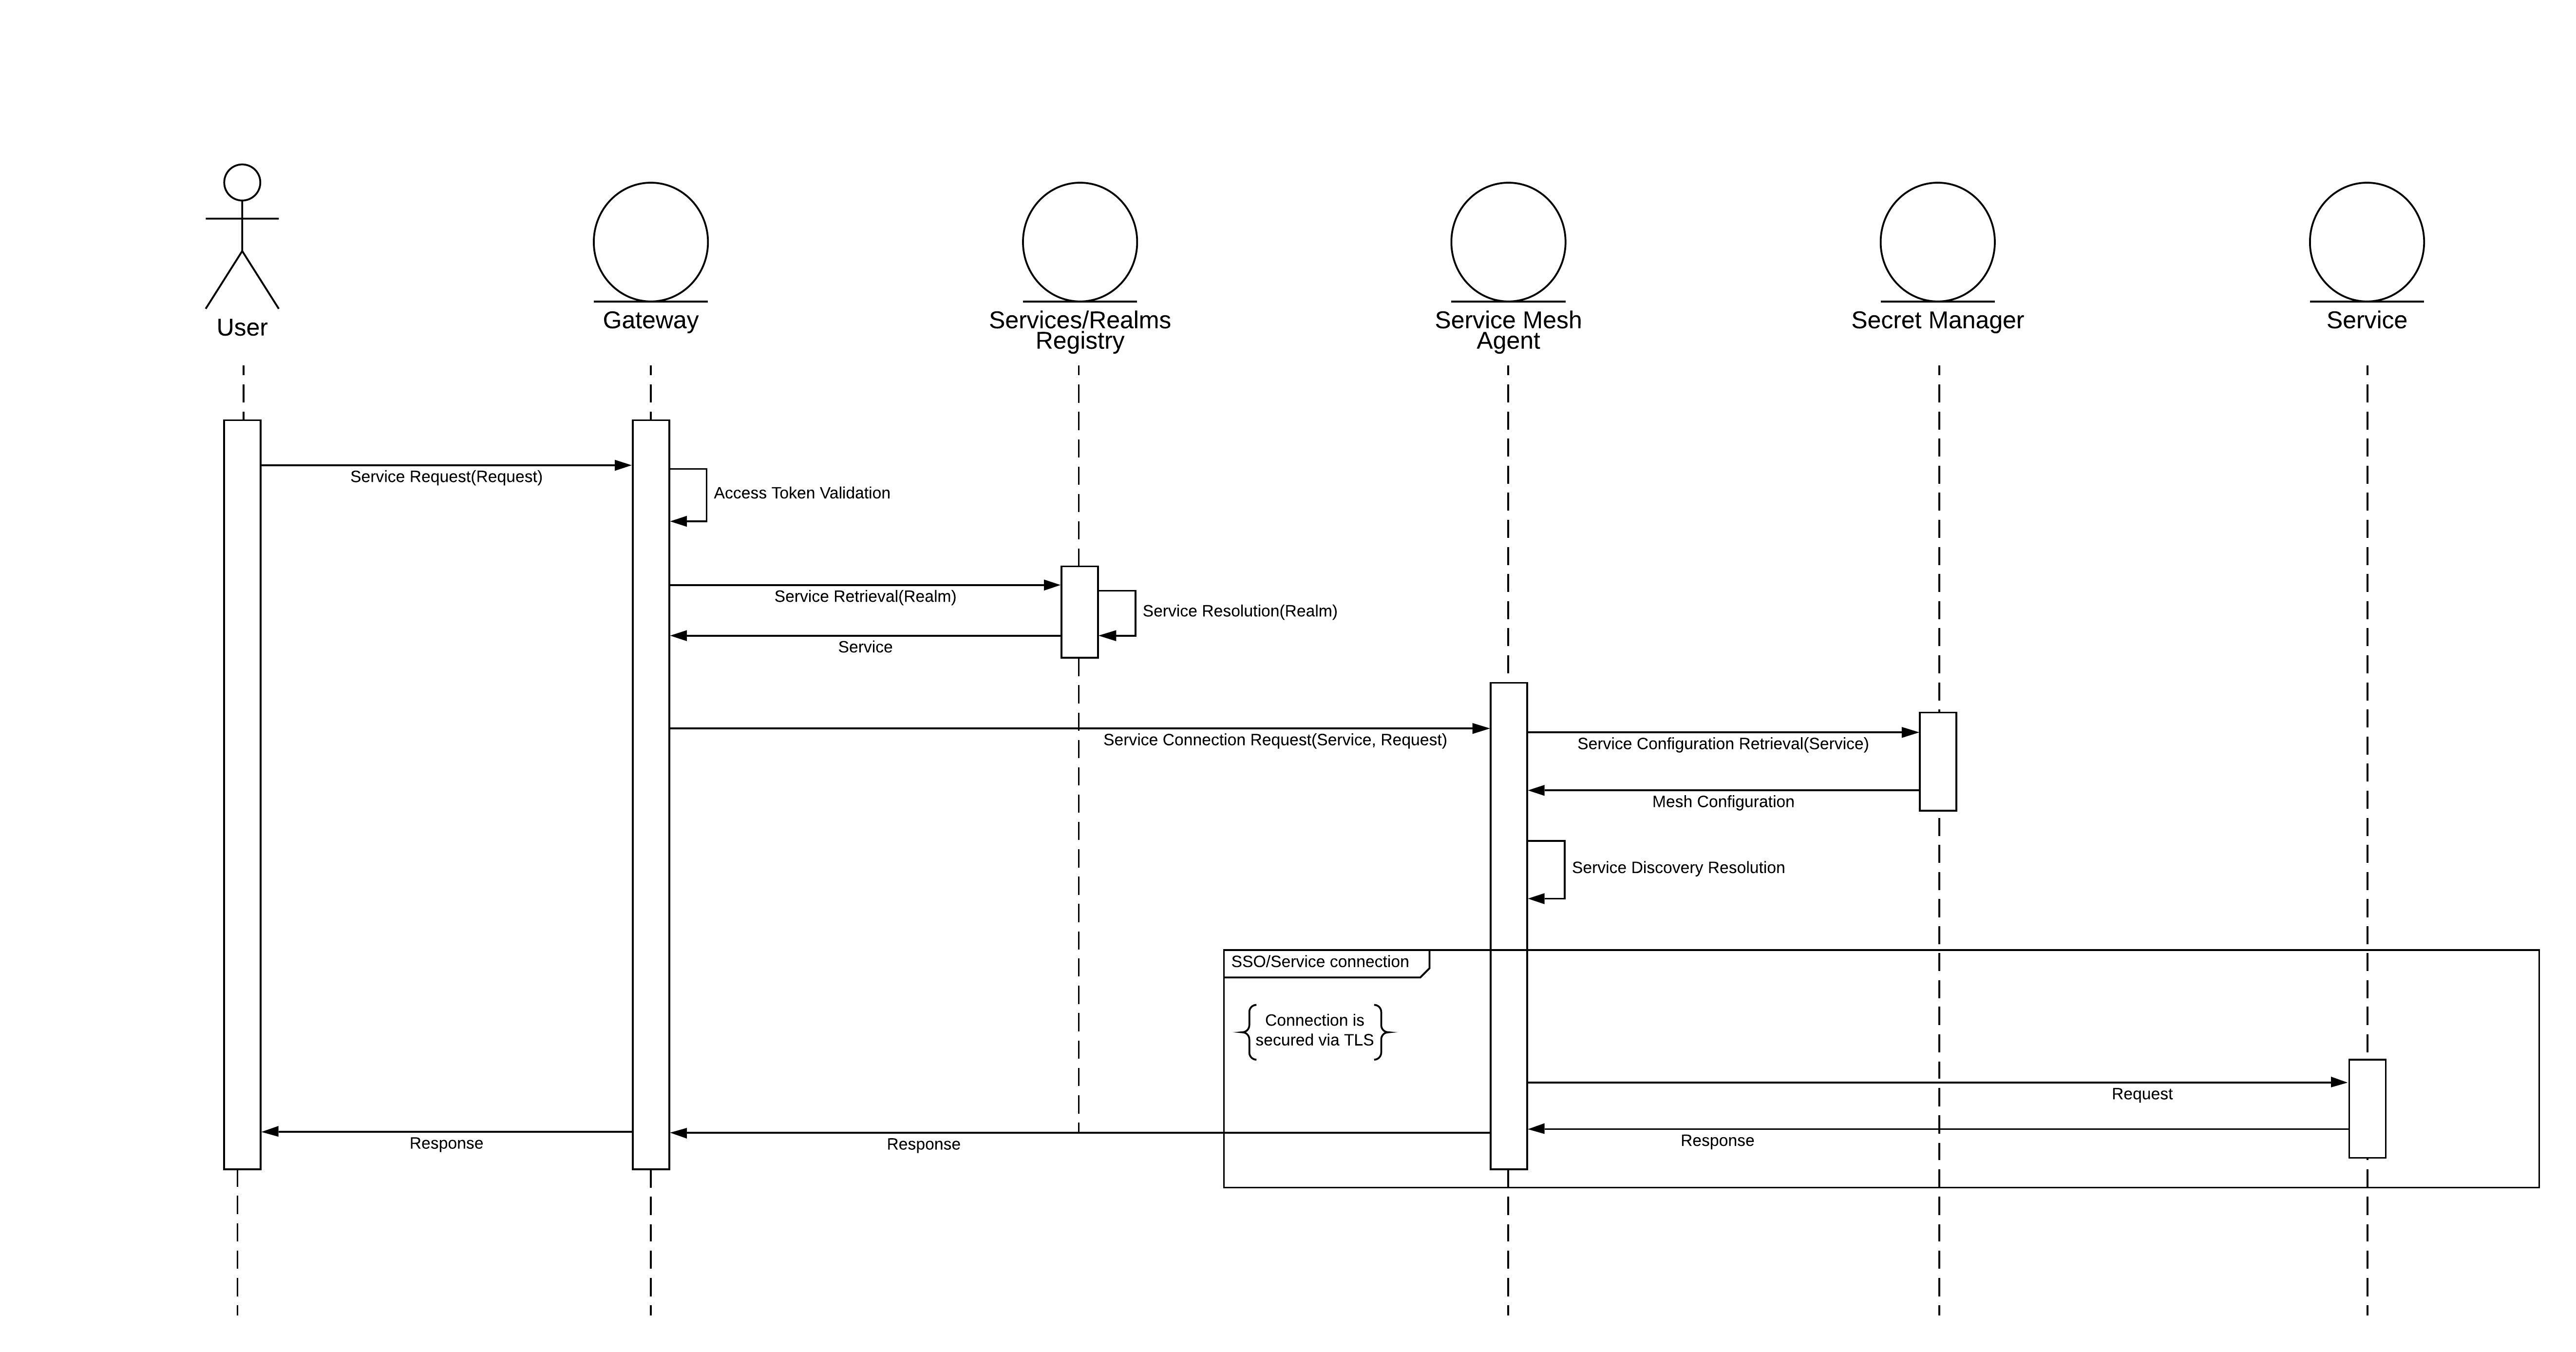 User
Gateway
Services/Realms
Registry
Service Mesh
Agent
Secret Manager
Service
Service Request(Request)
Access Token Validation
Service Retrieval(Realm)
Service Resolution(Realm)
Service
Service Connection Request(Service, Request)
Service Configuration Retrieval(Service)
Mesh Configuration
Service Discovery Resolution
SSO/Service connection
Connection is
secured via TLS
Request
Response
Response
Response